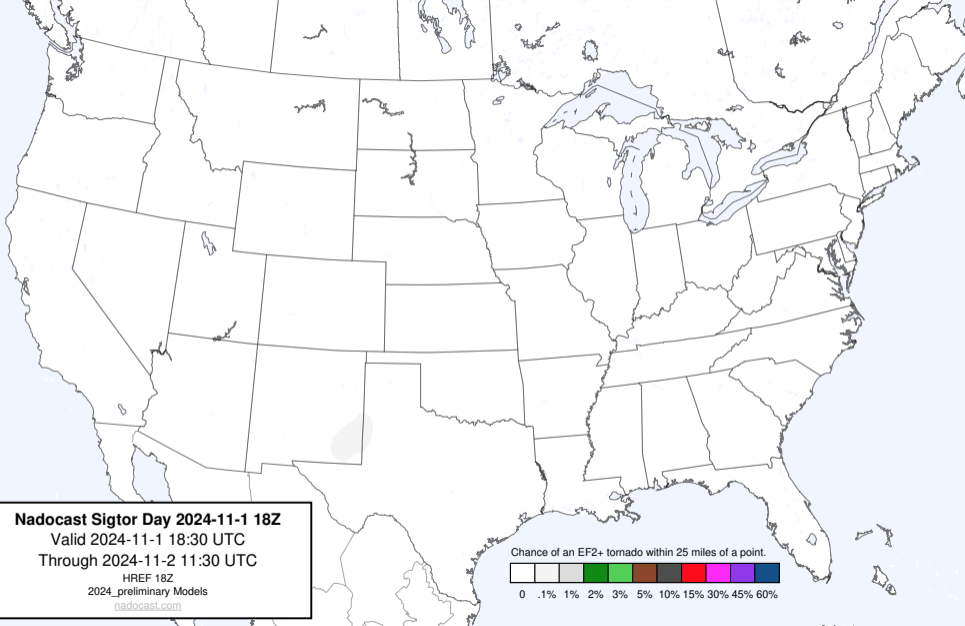 Nadocast Sigtor Day 2024-11-1 18Z
Valid 2024-11-1 18:30 UTC
Through 2024-11-2 11:30 UTC
HREF 18Z
2024_preliminary Models
nadocast.com
Chance of an EF2+ tornado within 25 miles of a point.
0 .1% 1% 2% 3% 5% 10% 15% 30% 45% 60%